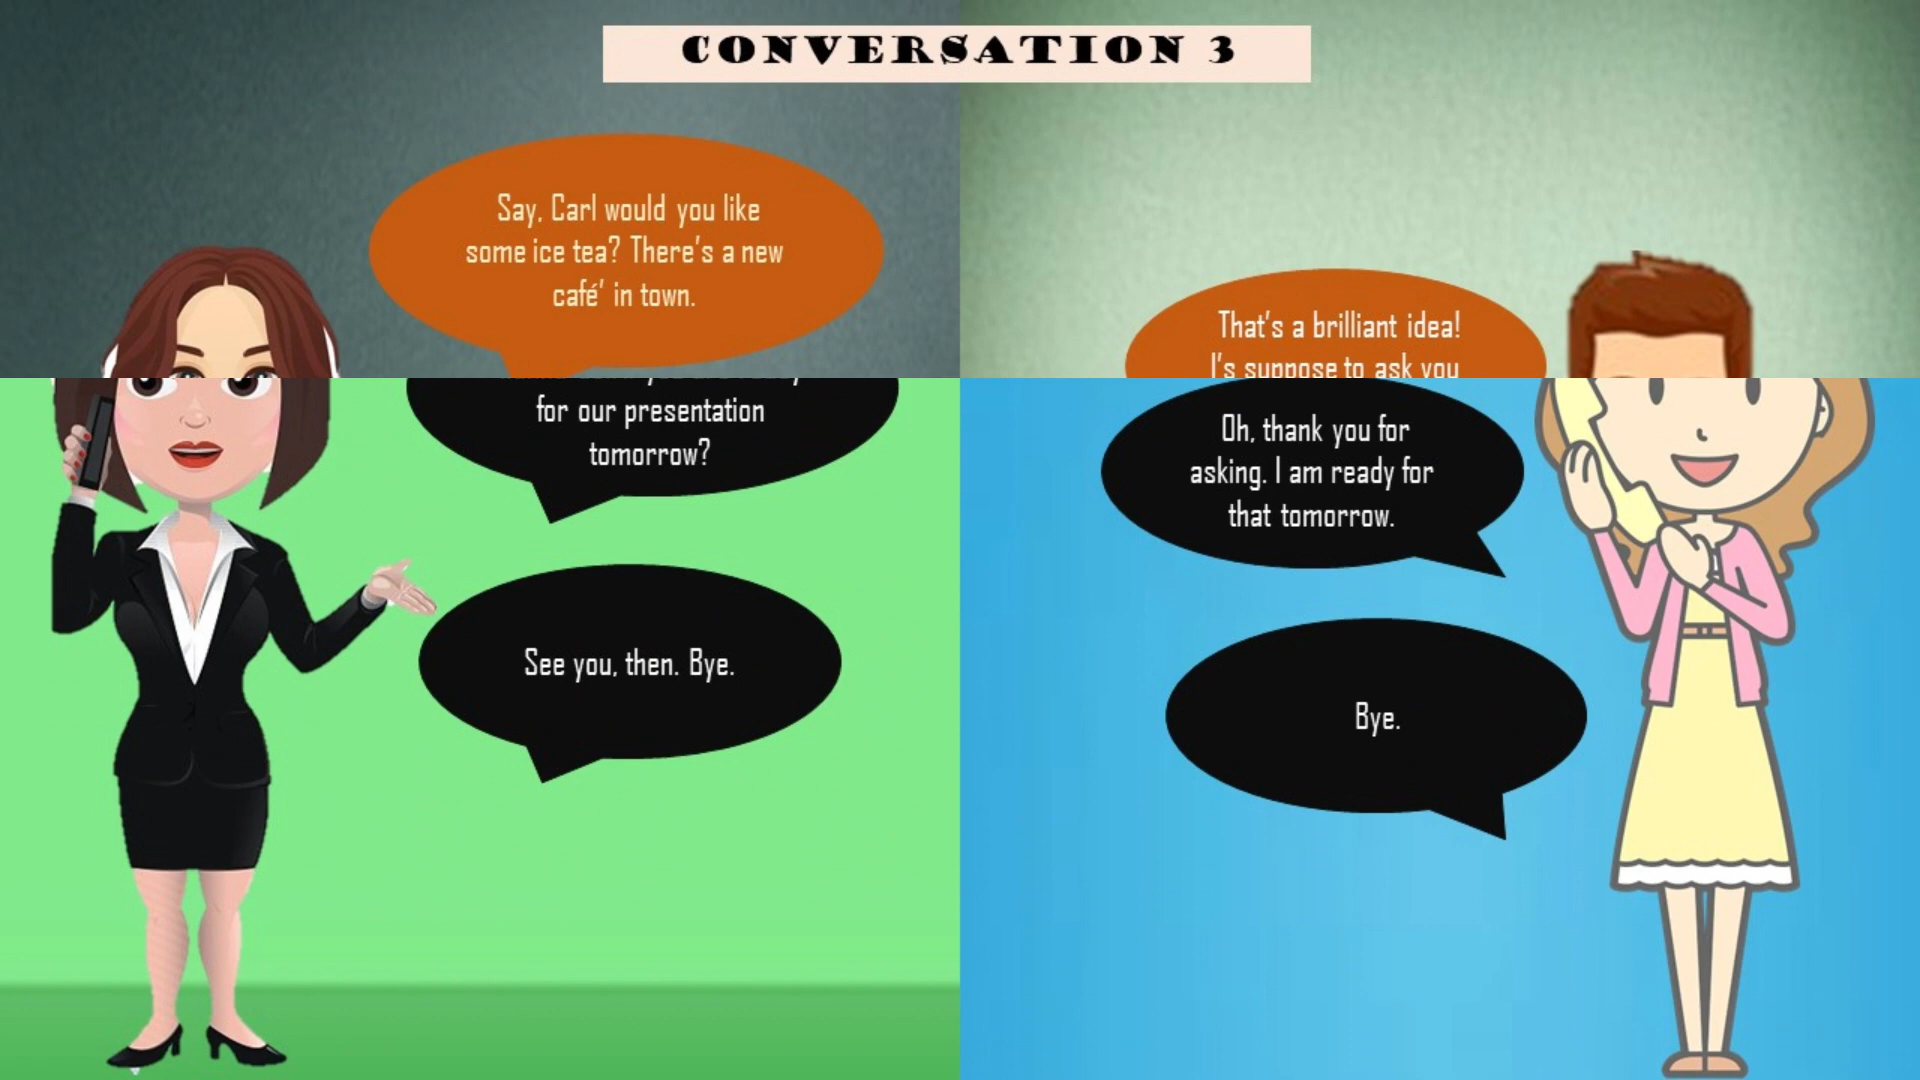 CONVERSATION 3
Say, Carl would you like
some ice tea? There's a new
café' in town.
That's a brilliant idea!
I's suppose to ask you
for our presentation
tomorrow?
See you, then. Bye.
Oh, thank you for
asking. I am ready for
that tomorrow.
Bye.